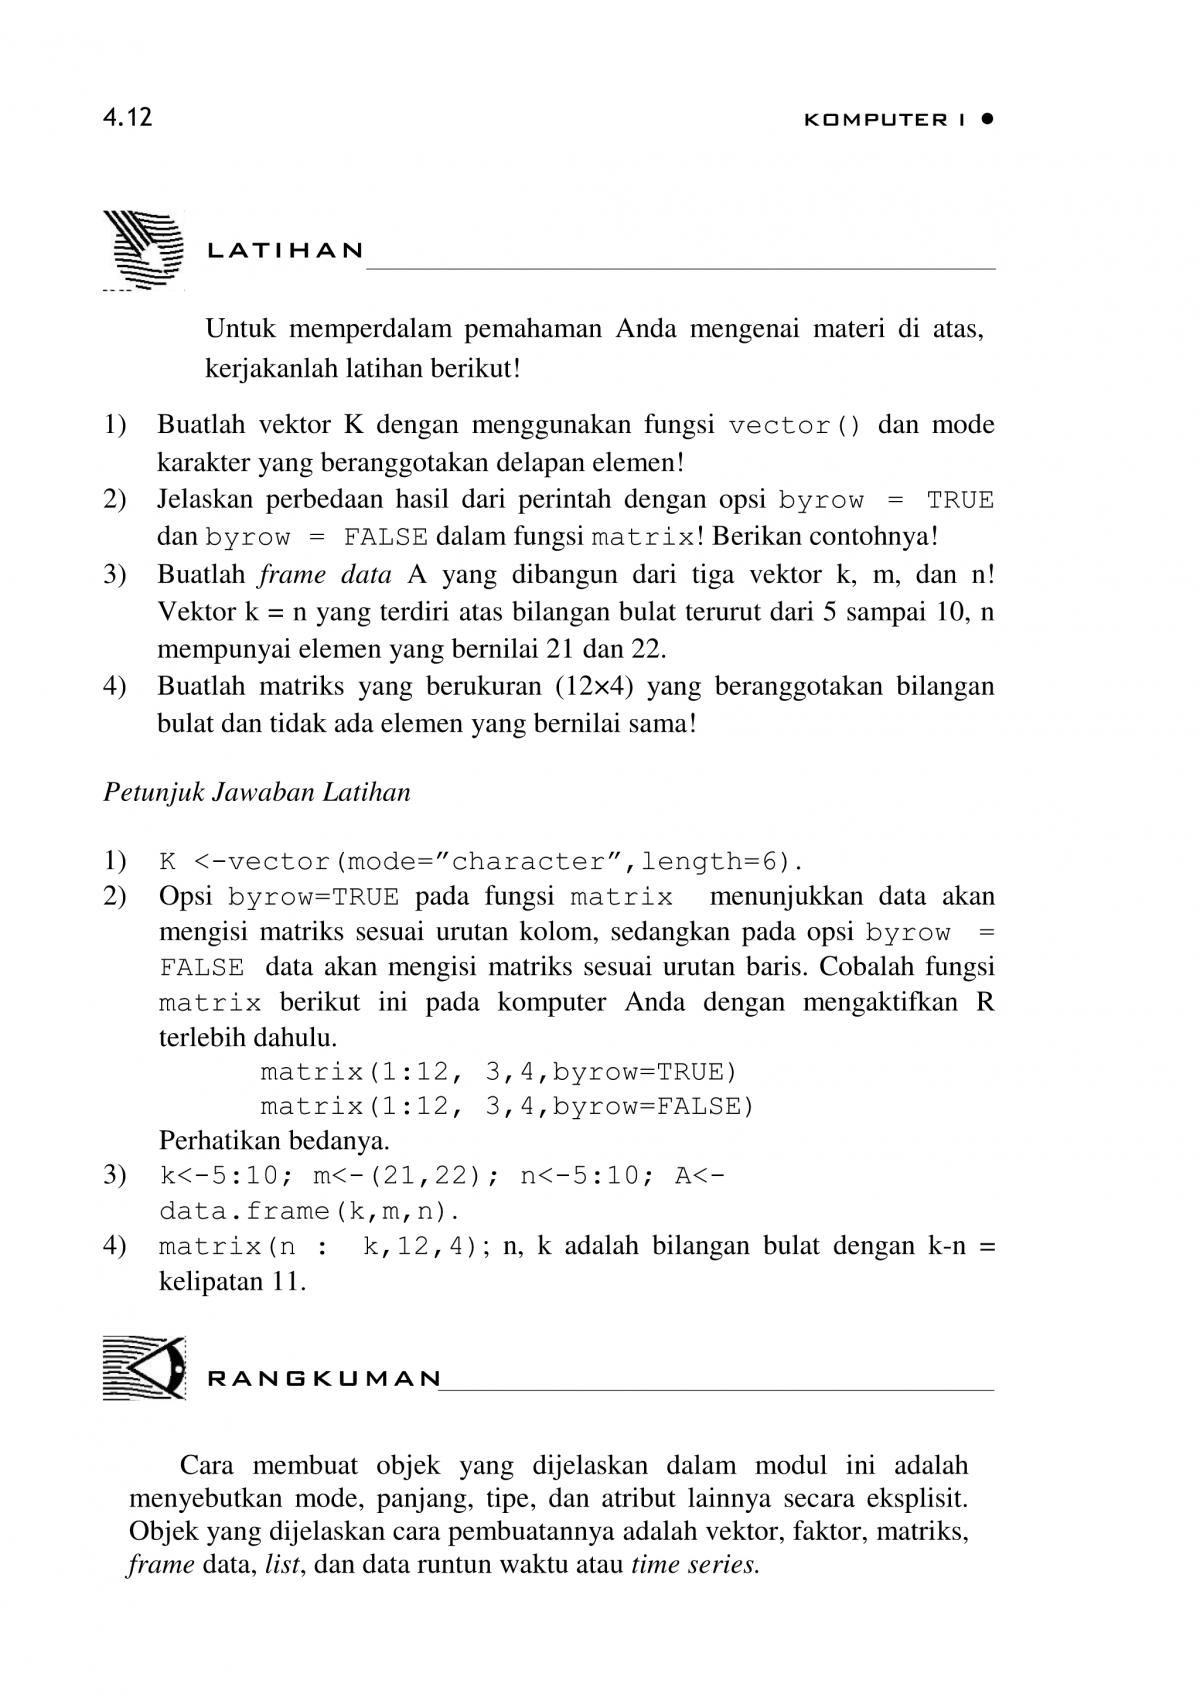 4.12 KOMPUTER I ●
LATIHAN
Untuk memperdalam pemahaman Anda mengenai materi di atas,
kerjakanlah latihan berikut!
1) Buatlah vektor K dengan menggunakan fungsi vector() dan mode
karakter yang beranggotakan delapan elemen!
2) Jelaskan perbedaan hasil dari perintah dengan opsi byrow = TRUE
dan byrow = FALSE dalam fungsi matrix! Berikan contohnya!
3) Buatlah frame data A yang dibangun dari tiga vektor k, m, dan n!
Vektor k = n yang terdiri atas bilangan bulat terurut dari 5 sampai 10, n
mempunyai elemen yang bernilai 21 dan 22.
4) Buatlah matriks yang berukuran (12×4) yang beranggotakan bilangan
bulat dan tidak ada elemen yang bernilai sama!
Petunjuk Jawaban Latihan
1) K <-vector(mode=”character”,length=6).
2) Opsi byrow=TRUE pada fungsi matrix menunjukkan data akan
mengisi matriks sesuai urutan kolom, sedangkan pada opsi byrow =
FALSE data akan mengisi matriks sesuai urutan baris. Cobalah fungsi
matrix berikut ini pada komputer Anda dengan mengaktifkan R
terlebih dahulu.
matrix(1:12, 3,4,byrow=TRUE)
matrix(1:12, 3,4,byrow=FALSE)
Perhatikan bedanya.
3) k<-5:10; m<-(21,22); n<-5:10; A<-
data.frame(k,m,n).
4) matrix(n : k,12,4); n, k adalah bilangan bulat dengan k-n =
kelipatan 11.
RANGKUMAN
Cara membuat objek yang dijelaskan dalam modul ini adalah
menyebutkan mode, panjang, tipe, dan atribut lainnya secara eksplisit.
Objek yang dijelaskan cara pembuatannya adalah vektor, faktor, matriks,
frame data, list, dan data runtun waktu atau time series.